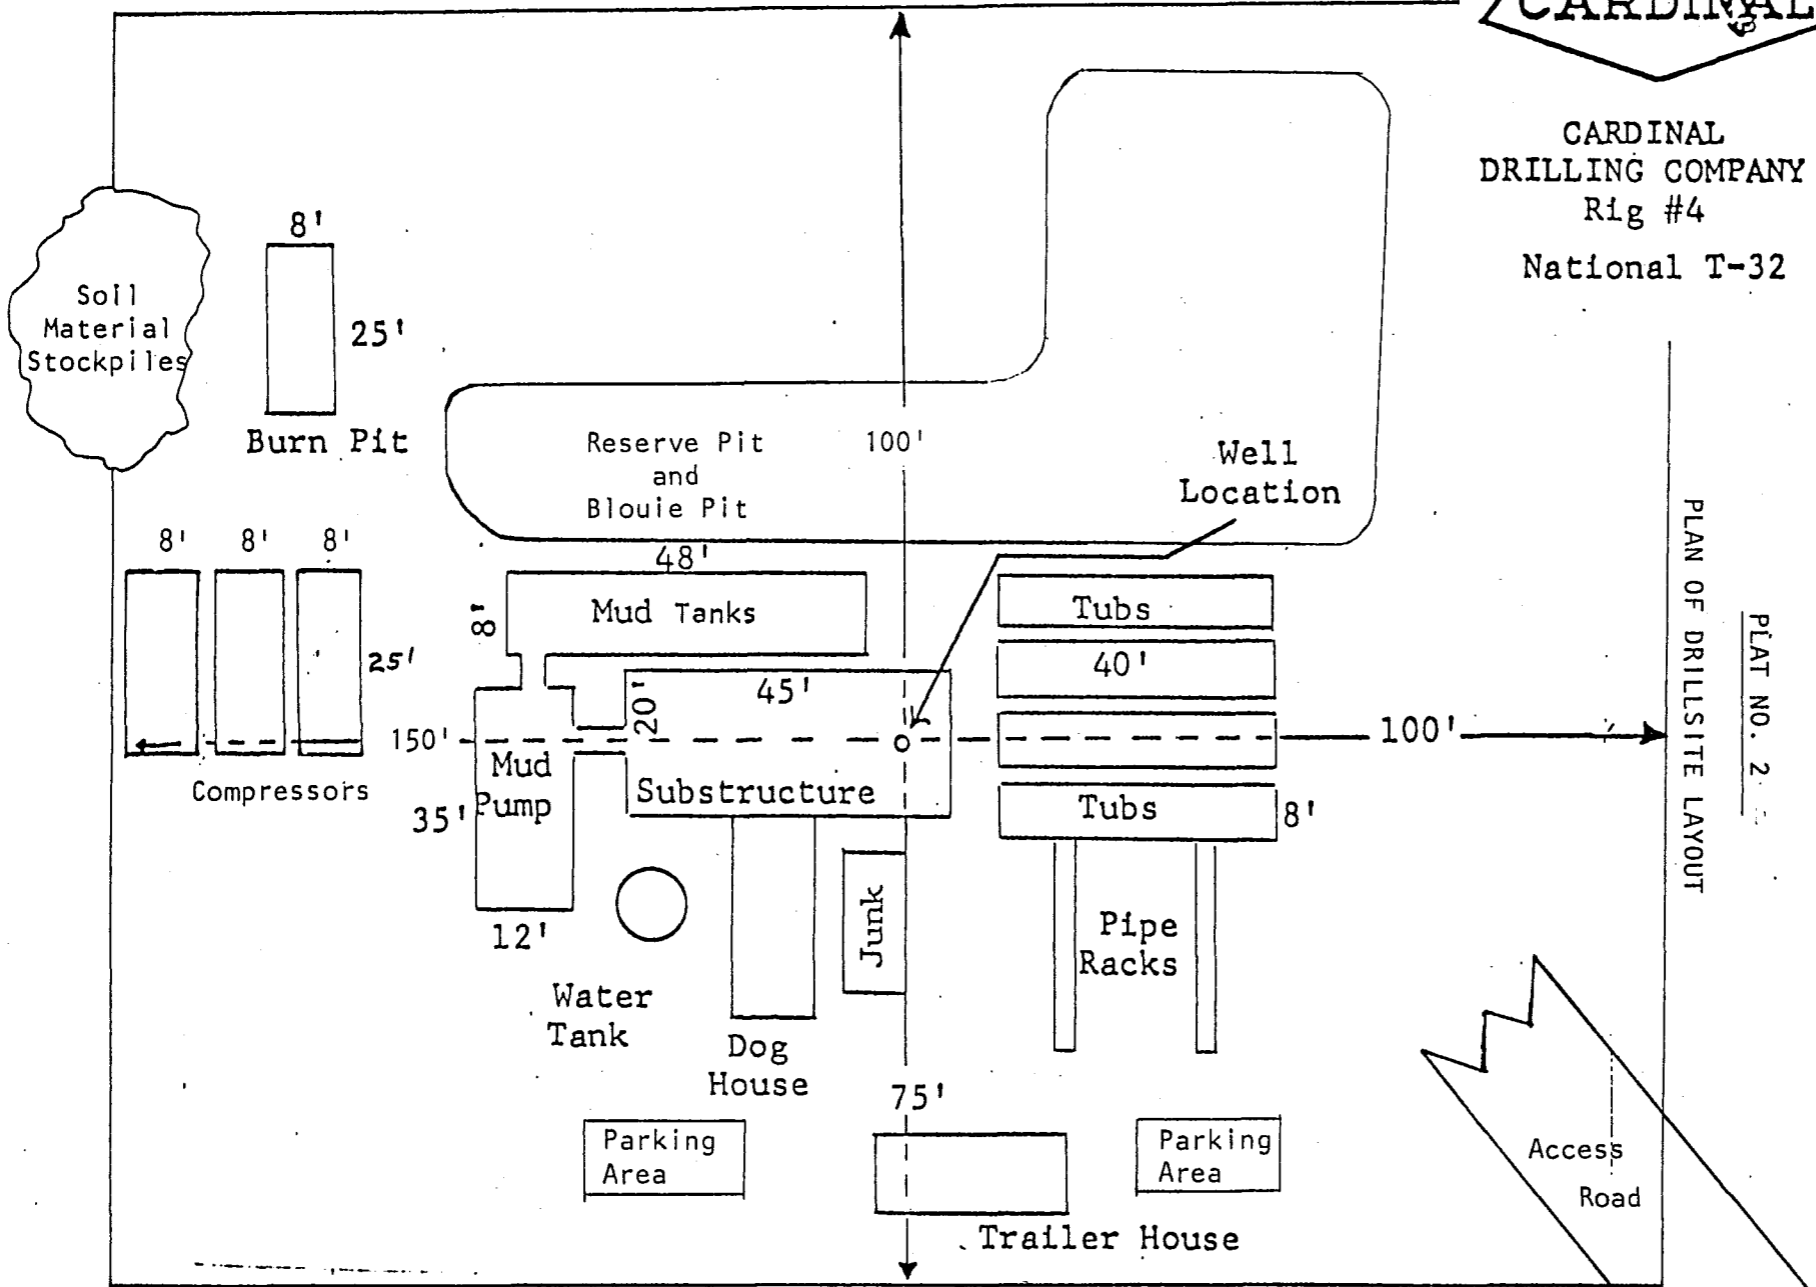 CARDINAL
CARDINAL
DRILLING COMPANY
Rig #4
National T-32
PLAT NO. 2
PLAN OF DRILLSITE LAYOUT
Soil
Material
Stockpiles
8'
25'
Burn Pit
Reserve Pit
and
Blouie Pit
100'
Well
Location
8' 8' 8'
25'
Compressors
150'
48'
8'
Mud Tanks
Tubs
40'
45'
20'
100'
Mud
Pump
35'
12'
Substructure
Tubs
8'
Water
Tank
Dog
House
Junk
Pipe
Racks
75'
Parking
Area
Parking
Area
Trailer House
Access
Road